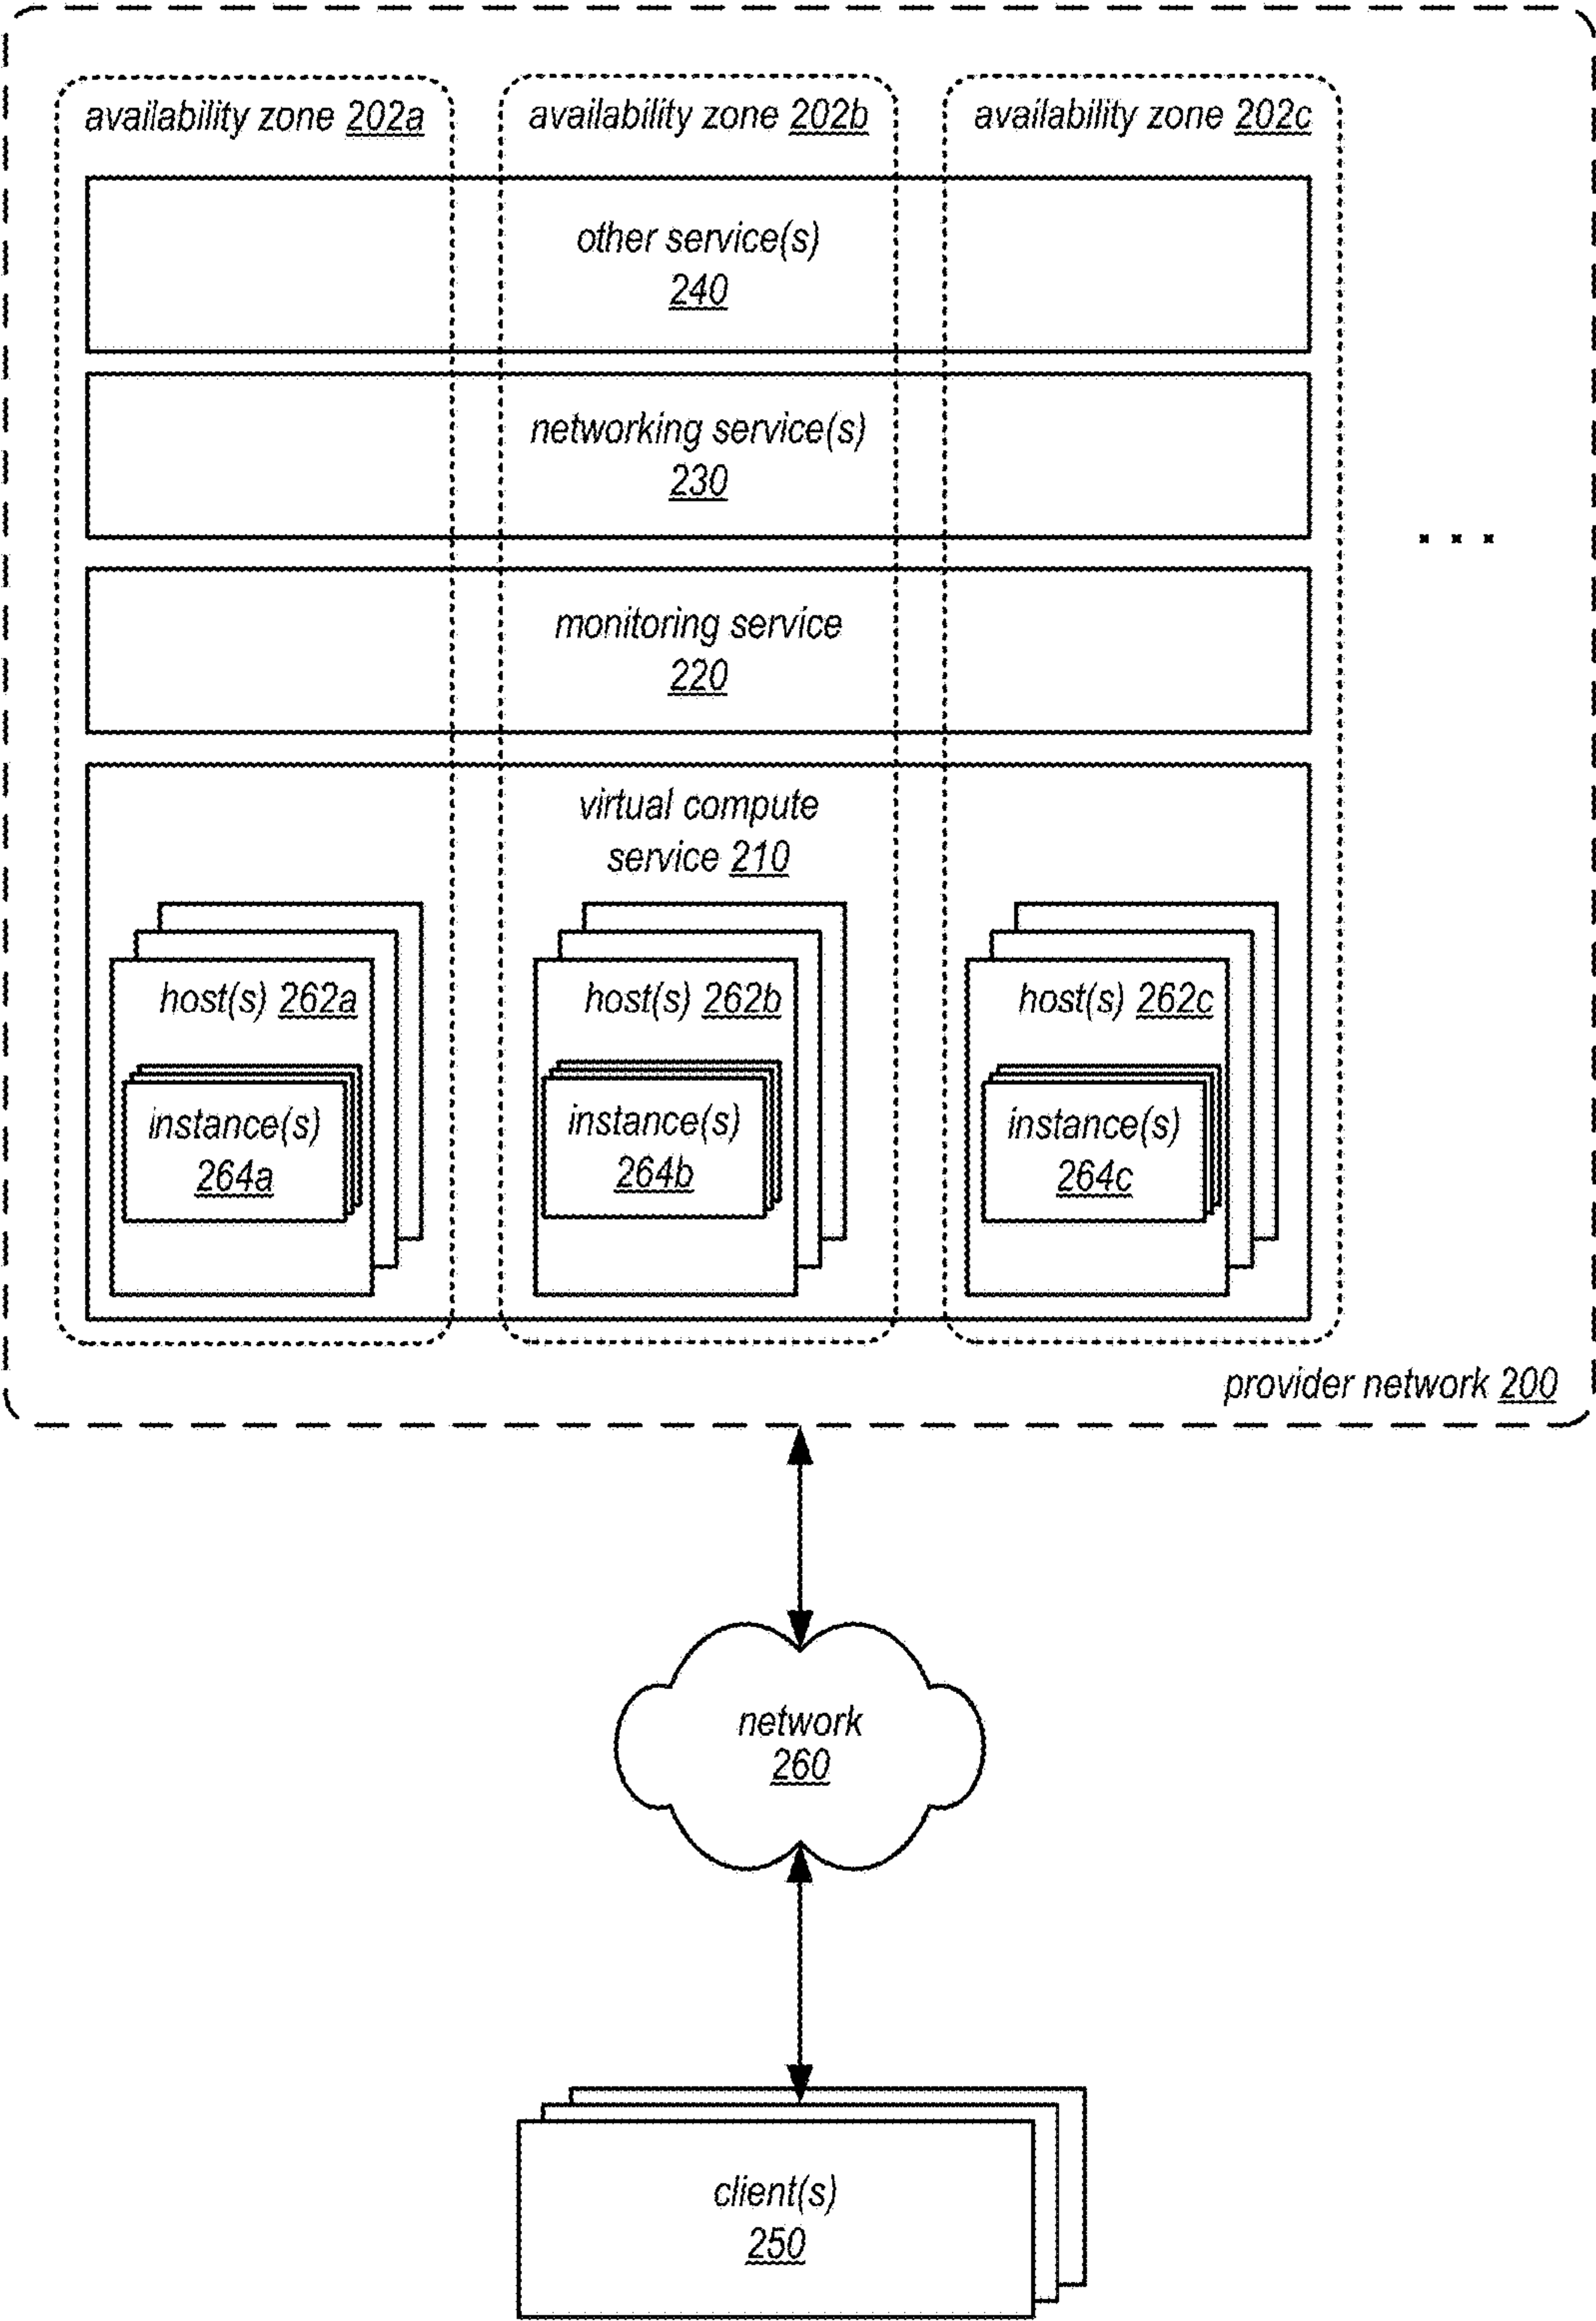 availability zone 202a
availability zone 202b
availability zone 202c
other service(s)
240
networking service(s)
230
. . .
monitoring service
220
virtual compute
service 210
host(s) 262a
host(s) 262b
host(s) 262c
instance(s)
264a
instance(s)
264b
instance(s)
264c
provider network 200
network
260
client(s)
250